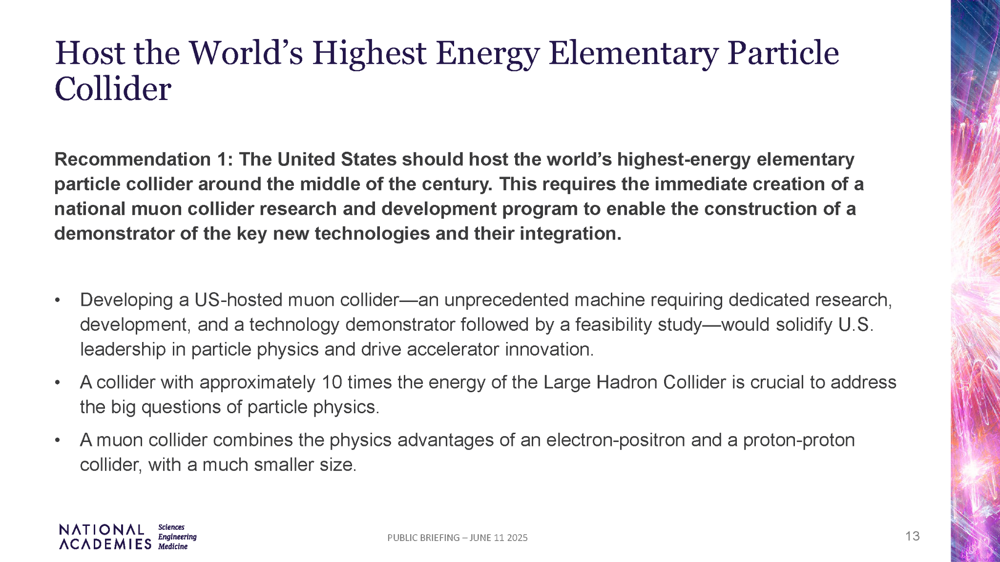 Host the World’s Highest Energy Elementary Particle
Collider
Recommendation 1: The United States should host the world’s highest-energy elementary
particle collider around the middle of the century. This requires the immediate creation of a
national muon collider research and development program to enable the construction of a
demonstrator of the key new technologies and their integration.
• Developing a US-hosted muon collider—an unprecedented machine requiring dedicated research,
development, and a technology demonstrator followed by a feasibility study—would solidify U.S.
leadership in particle physics and drive accelerator innovation.
• A collider with approximately 10 times the energy of the Large Hadron Collider is crucial to address
the big questions of particle physics.
• A muon collider combines the physics advantages of an electron-positron and a proton-proton
collider, with a much smaller size.
NATIONAL
ACADEMIES
Sciences
Engineering
Medicine
PUBLIC BRIEFING – JUNE 11 2025
13